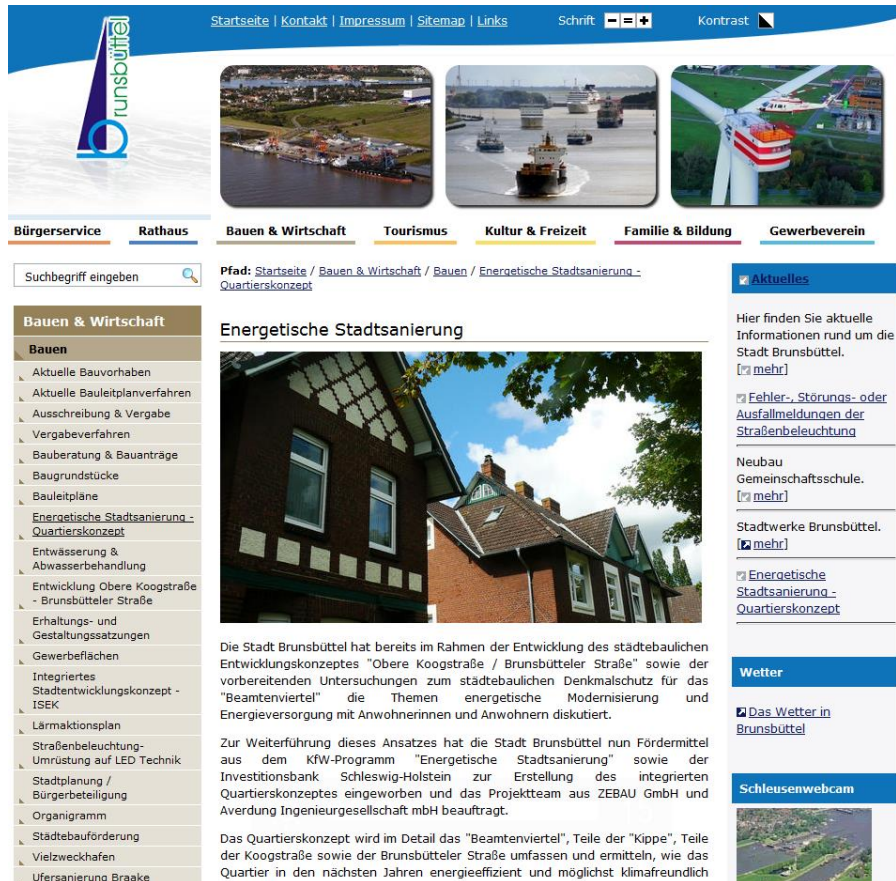 Startseite | Kontakt | Impressum | Sitemap | Links
Schrift
Kontrast
brunsbüttel
Bürgerservice
Rathaus
Bauen & Wirtschaft
Tourismus
Kultur & Freizeit
Familie & Bildung
Gewerbeverein
Suchbegriff eingeben
Bauen & Wirtschaft
Bauen
Aktuelle Bauvorhaben
Aktuelle Bauleitplanverfahren
Ausschreibung & Vergabe
Vergabeverfahren
Bauberatung & Bauanträge
Baugrundstücke
Bauleitpläne
Energetische Stadtsanierung -
Quartierskonzept
Entwässerung &
Abwasserbehandlung
Entwicklung Obere Koogstraße
- Brunsbütteler Straße
Erhaltungs- und
Gestaltungssatzungen
Gewerbeflächen
Integriertes
Stadtentwicklungskonzept -
ISEK
Lärmaktionsplan
Straßenbeleuchtung-
Umrüstung auf LED Technik
Stadtplanung /
Bürgerbeteiligung
Organigramm
Städtebauförderung
Vielzweckhafen
Ufersanierung Braake
Pfad: Startseite / Bauen & Wirtschaft / Bauen / Energetische Stadtsanierung -
Quartierskonzept
Energetische Stadtsanierung
Die Stadt Brunsbüttel hat bereits im Rahmen der Entwicklung des städtebaulichen
Entwicklungskonzeptes "Obere Koogstraße / Brunsbütteler Straße" sowie der
vorbereitenden Untersuchungen zum städtebaulichen Denkmalschutz für das
"Beamtenviertel" die Themen energetische Modernisierung und
Energieversorgung mit Anwohnerinnen und Anwohnern diskutiert.
Zur Weiterführung dieses Ansatzes hat die Stadt Brunsbüttel nun Fördermittel
aus dem KfW-Programm "Energetische Stadtsanierung" sowie der
Investitionsbank Schleswig-Holstein zur Erstellung des integrierten
Quartierskonzeptes eingeworben und das Projektteam aus ZEBAU GmbH und
Averdung Ingenieurgesellschaft mbH beauftragt.
Das Quartierskonzept wird im Detail das "Beamtenviertel", Teile der "Kippe", Teile
der Koogstraße sowie der Brunsbütteler Straße umfassen und ermitteln, wie das
Quartier in den nächsten Jahren energieeffizient und möglichst klimafreundlich
Aktuelles
Hier finden Sie aktuelle
Informationen rund um die
Stadt Brunsbüttel.
[mehr]
Fehler-, Störungs- oder
Ausfallmeldungen der
Straßenbeleuchtung
Neubau
Gemeinschaftsschule.
[mehr]
Stadtwerke Brunsbüttel.
[mehr]
Energetische
Stadtsanierung -
Quartierskonzept
Wetter
Das Wetter in
Brunsbüttel
Schleusenwebcam